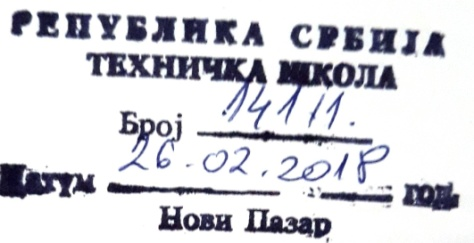 РЕПУБЛИКА СРБИЈА
ТЕХНИЧКА ШКОЛА
Број 141/1.
Датум 26-02.2018 год.
Нови Пазар